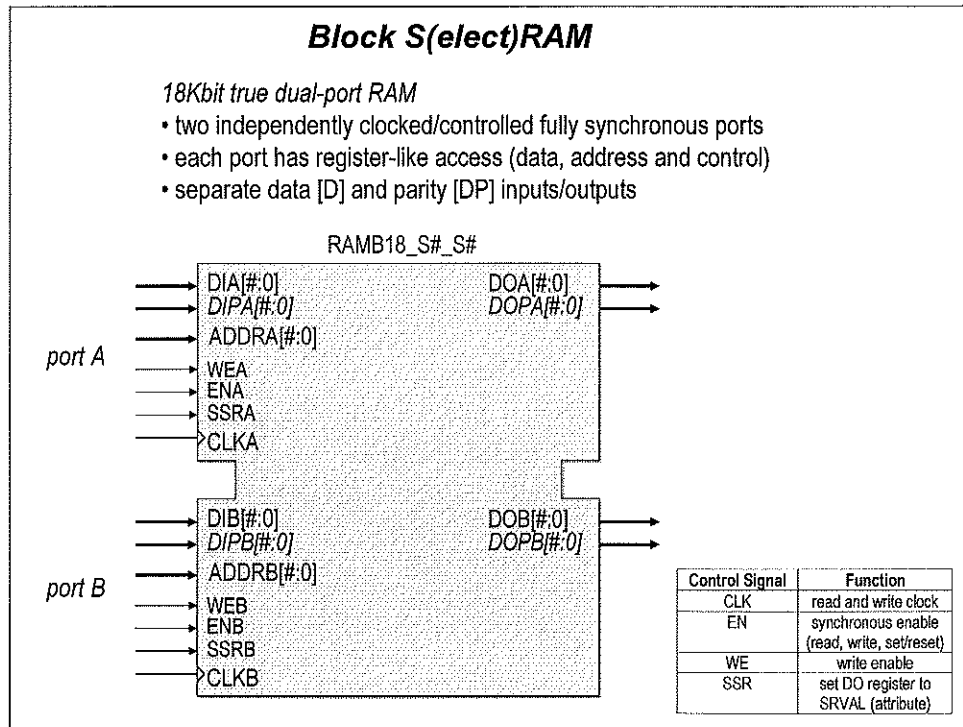 Block S(elect)RAM
18Kbit true dual-port RAM
• two independently clocked/controlled fully synchronous ports
• each port has register-like access (data, address and control)
• separate data [D] and parity [DP] inputs/outputs
RAMB18_S#_S#
port A
DIA[#:0]
DIPA[#:0]
ADDRA[#:0]
WEA
ENA
SSRA
CLKA
DOA[#:0]
DOPA[#:0]
port B
DIB[#:0]
DIPB[#:0]
ADDRB[#:0]
WEB
ENB
SSRB
CLKB
DOB[#:0]
DOPB[#:0]
Control Signal Function
CLK read and write clock
EN synchronous enable
(read, write, set/reset)
WE write enable
SSR set DO register to
SRVAL (attribute)